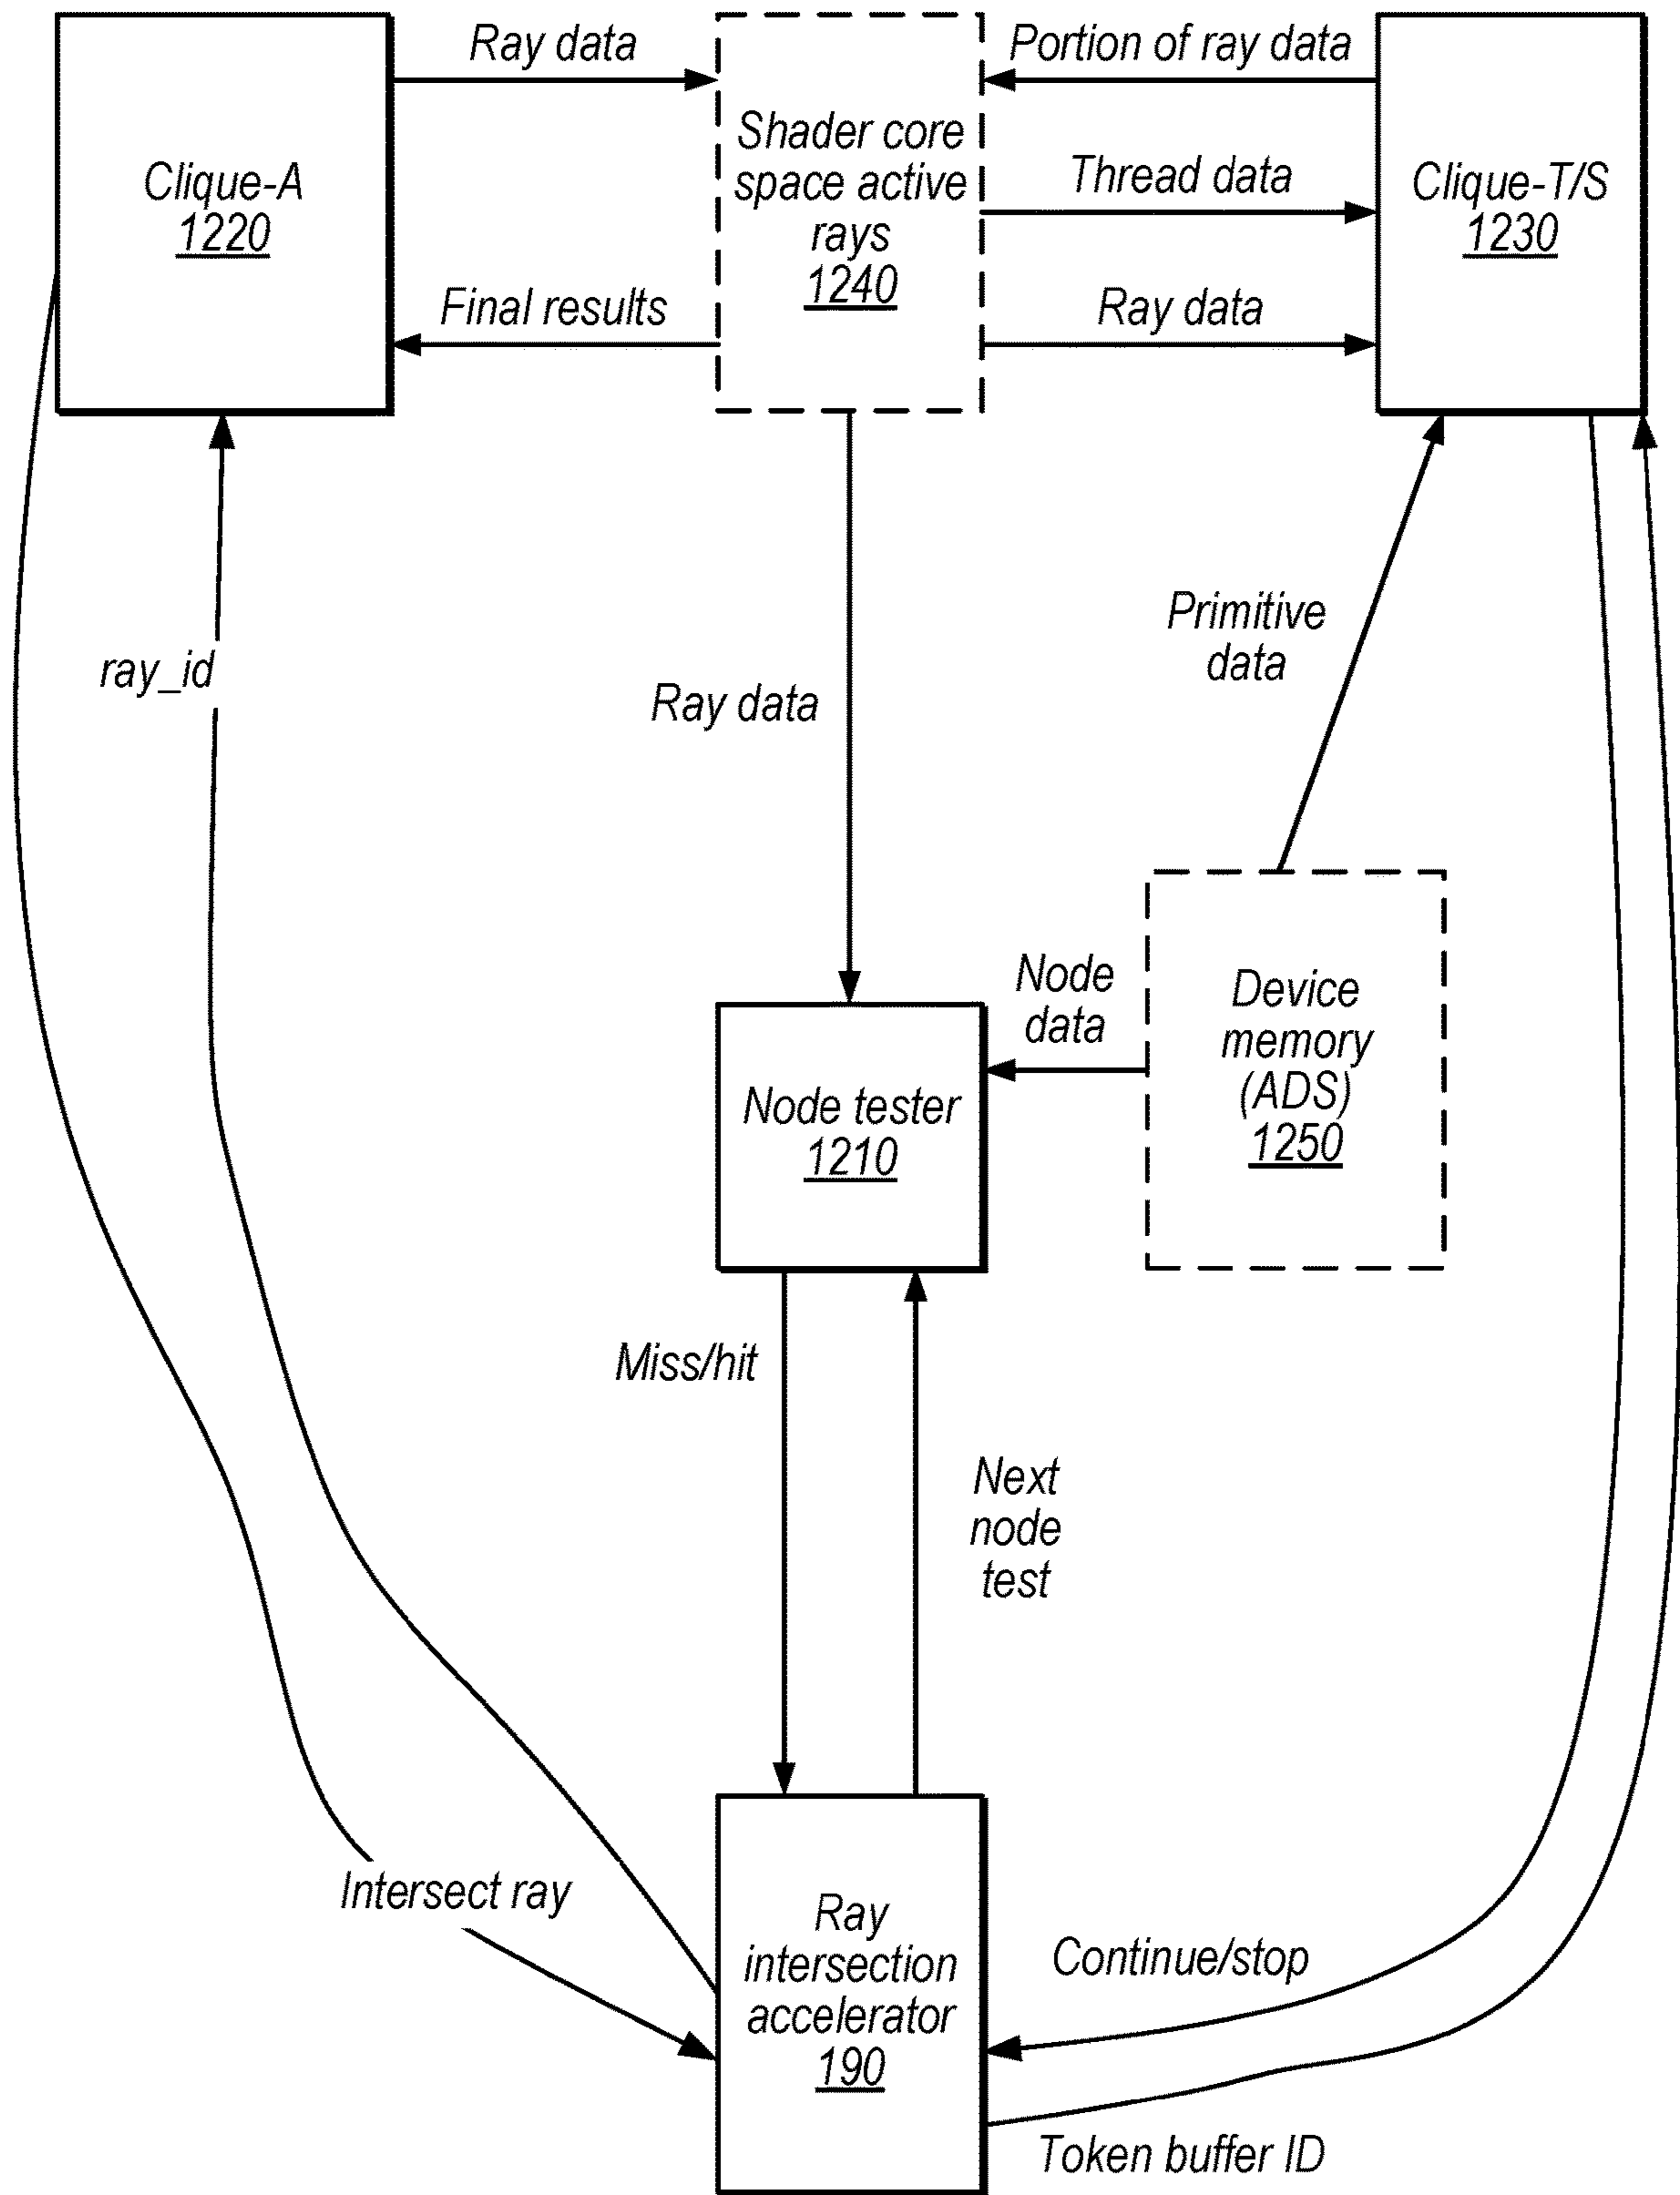 Ray data
Portion of ray data
Clique-A
1220
Shader core
space active
rays
1240
Thread data
Clique-T/S
1230
Final results
Ray data
ray_id
Ray data
Primitive
data
Node
data
Device
memory
(ADS)
1250
Node tester
1210
Miss/hit
Next
node
test
Intersect ray
Ray
intersection
accelerator
190
Continue/stop
Token buffer ID